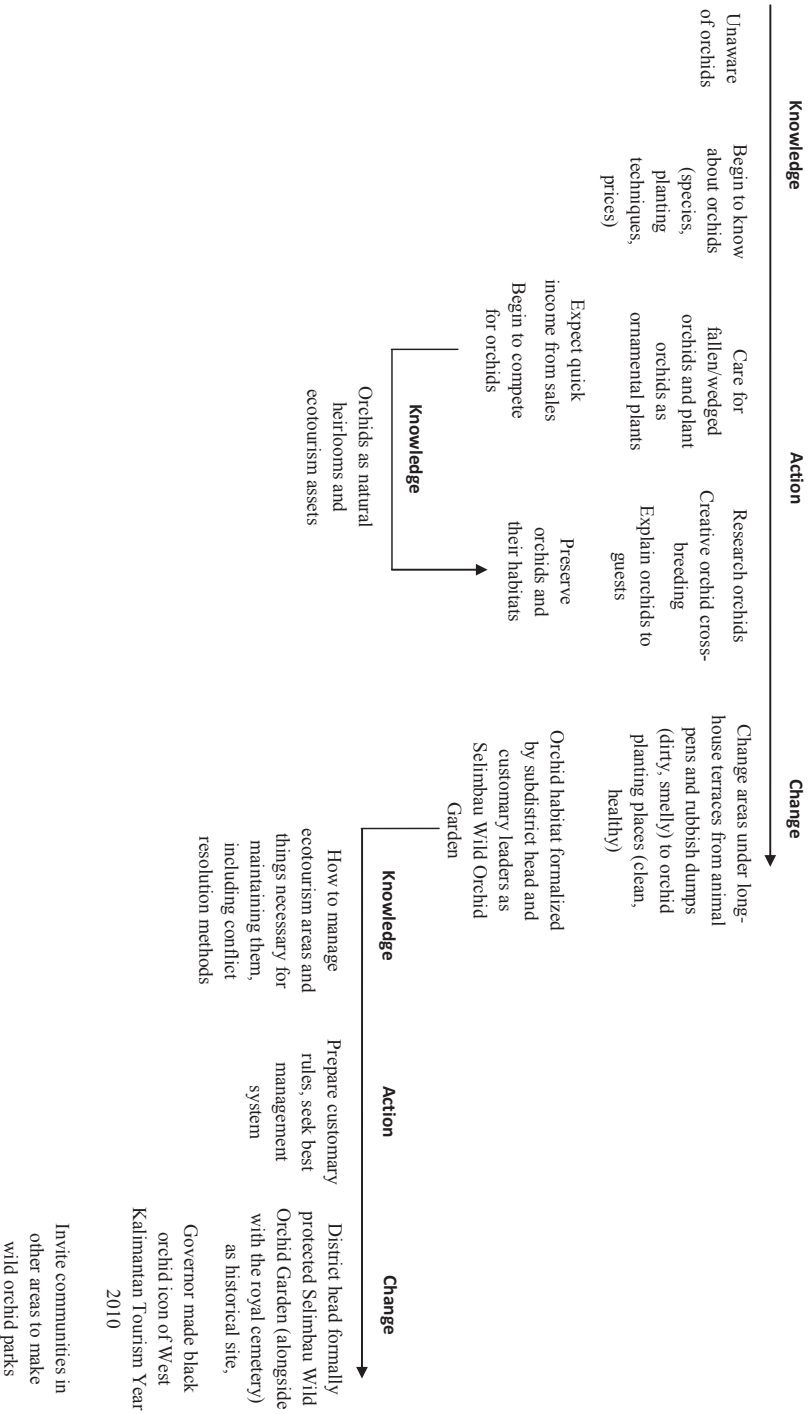 Knowledge
Action
Change
Unaware
of orchids
Begin to know
about orchids
(species,
planting
techniques,
prices)
Care for
fallen/wedged
orchids and plant
orchids as
ornamental plants
Research orchids
Creative orchid cross-
breeding
Explain orchids to
guests
Change areas under long-
house terraces from animal
pens and rubbish dumps
(dirty, smelly) to orchid
planting places (clean,
healthy)
Expect quick
income from sales
Begin to compete
for orchids
Preserve
orchids and
their habitats
Orchid habitat formalized
by subdistrict head and
customary leaders as
Selimbau Wild Orchid
Garden
Knowledge
Orchids as natural
heirlooms and
ecotourism assets
Knowledge
Action
Change
How to manage
ecotourism areas and
things necessary for
maintaining them,
including conflict
resolution methods
Prepare customary
rules, seek best
management
system
District head formally
protected Selimbau Wild
Orchid Garden (alongside
with the royal cemetery)
as historical site,
Governor made black
orchid icon of West
Kalimantan Tourism Year
2010
Invite communities in
other areas to make
wild orchid parks